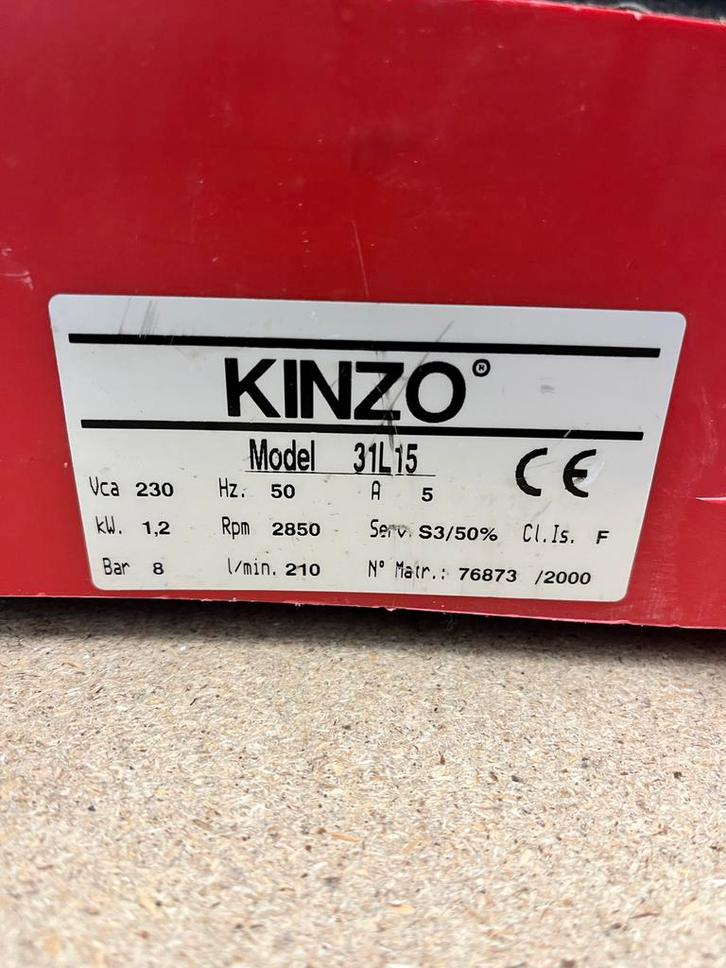 KINZO®
Model 31L15
CE
Vca 230 Hz. 50 A 5
kW. 1,2 Rpm 2850 Serv. S3/50% Cl.Is. F
Bar 8 l/min. 210 N° Matr.: 76873 /2000